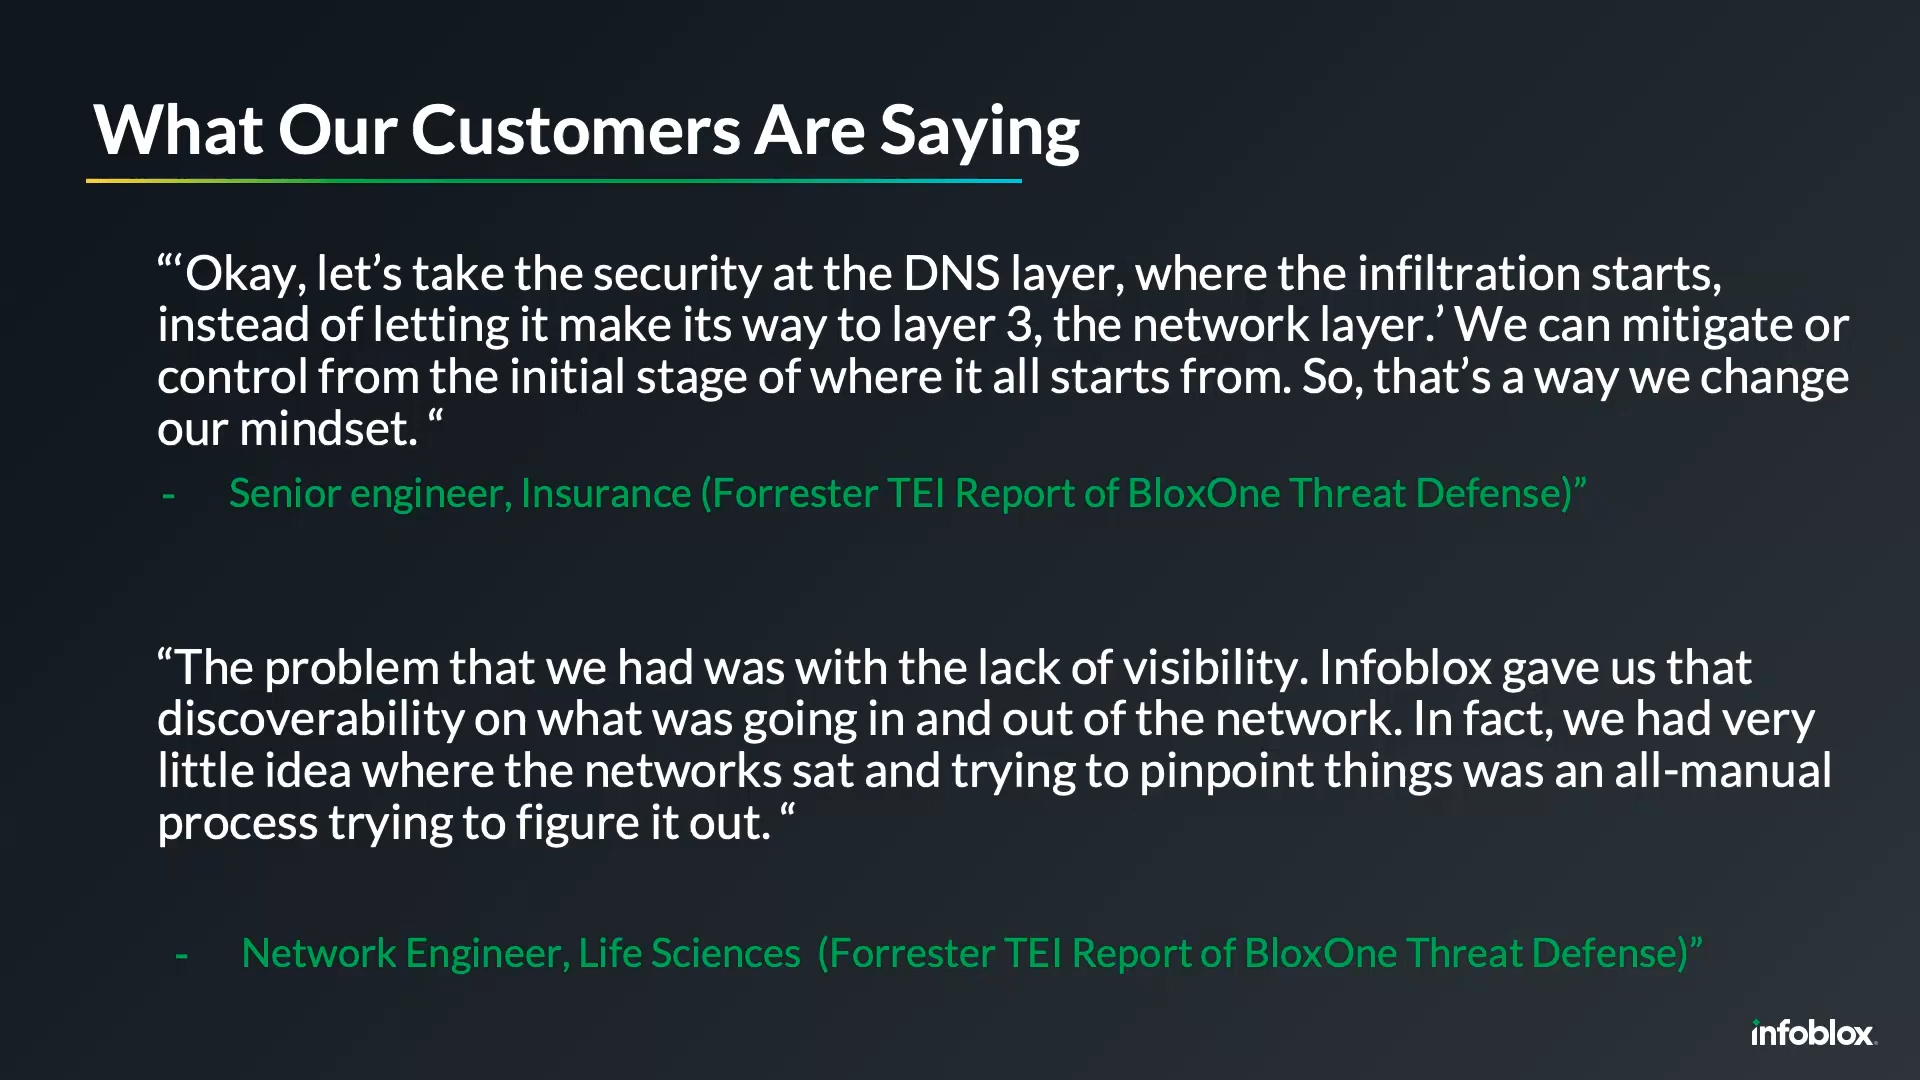 What Our Customers Are Saying
“‘Okay, let’s take the security at the DNS layer, where the infiltration starts,
instead of letting it make its way to layer 3, the network layer.’ We can mitigate or
control from the initial stage of where it all starts from. So, that’s a way we change
our mindset. “
- Senior engineer, Insurance (Forrester TEI Report of BloxOne Threat Defense)”
“The problem that we had was with the lack of visibility. Infoblox gave us that
discoverability on what was going in and out of the network. In fact, we had very
little idea where the networks sat and trying to pinpoint things was an all-manual
process trying to figure it out. “
- Network Engineer, Life Sciences  (Forrester TEI Report of BloxOne Threat Defense)”
infoblox